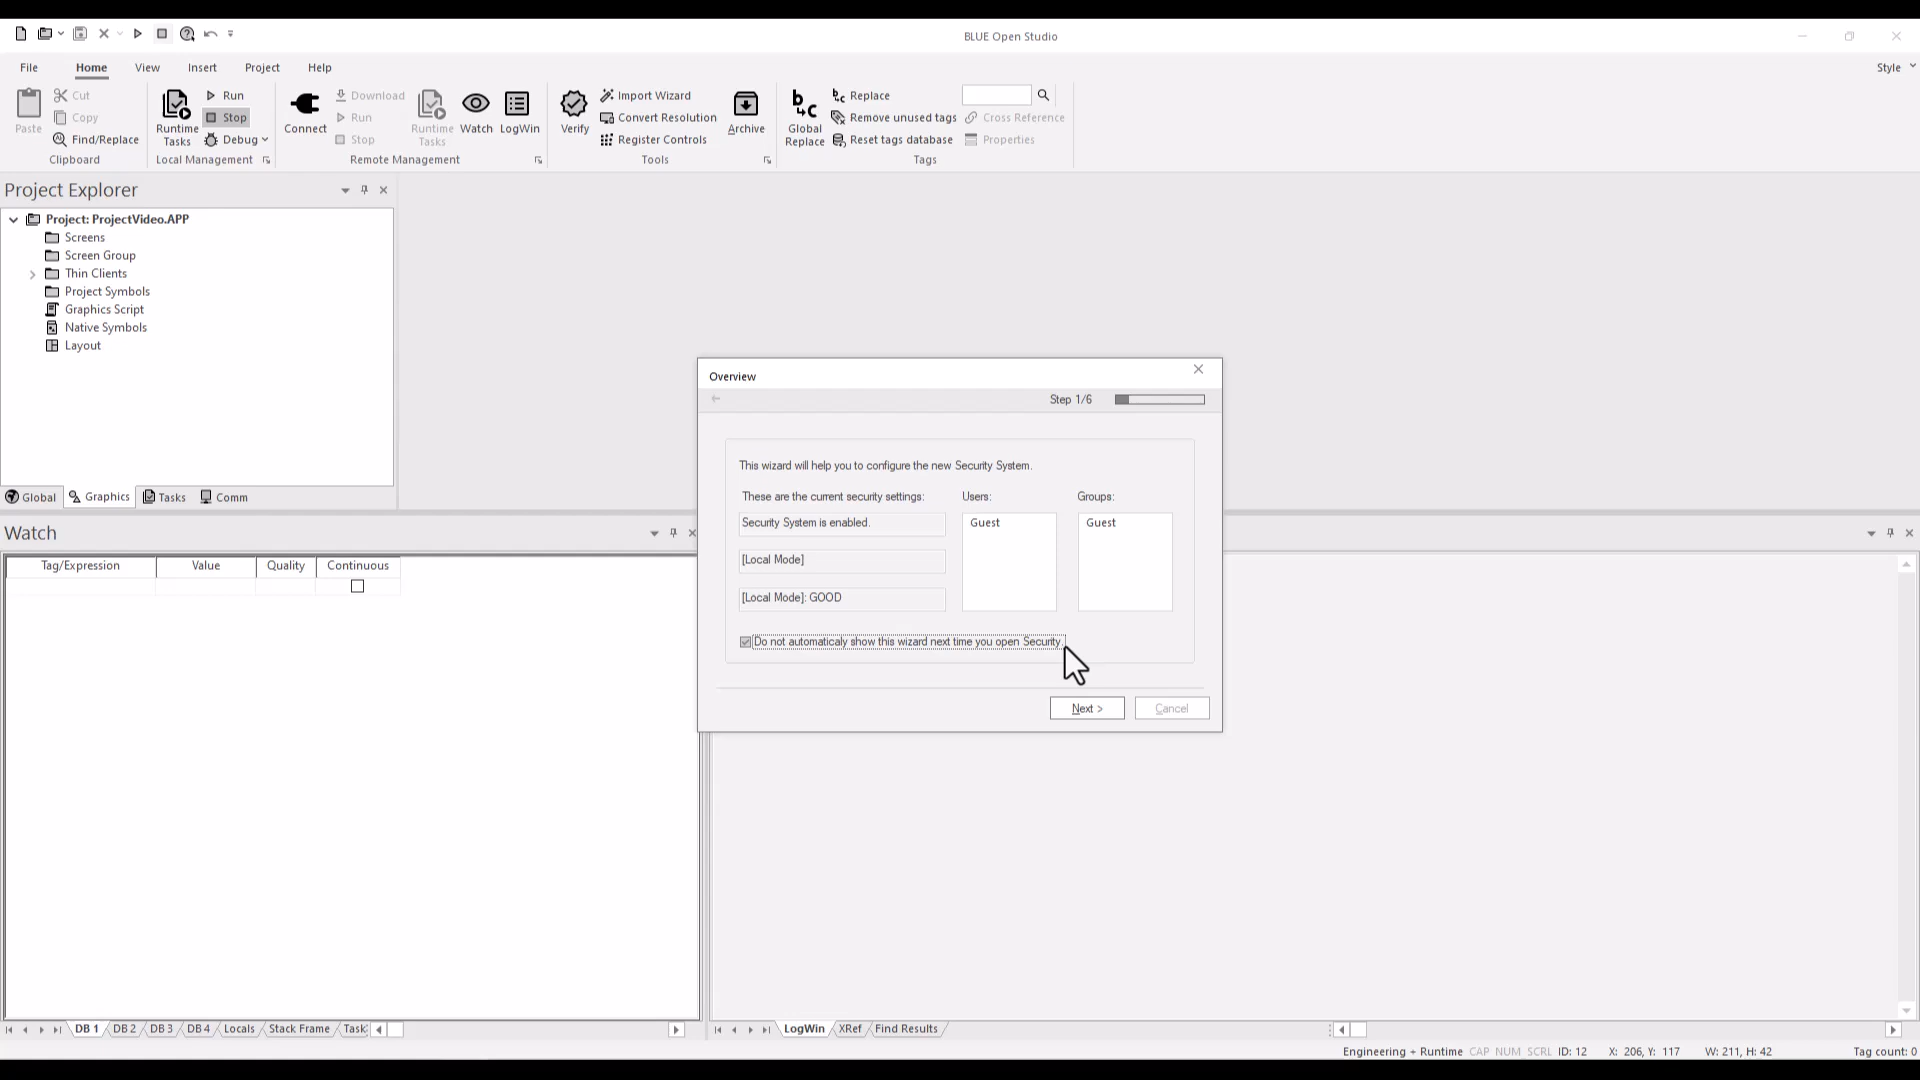 BLUE Open Studio
File Home View Insert Project Help Style
Paste
Cut
Copy
Find/Replace
Clipboard
Runtime Tasks
Run
Stop
Debug
Local Management
Connect
Download
Run
Stop
Runtime Tasks
Watch
LogWin
Remote Management
Verify
Import Wizard
Convert Resolution
Register Controls
Archive
Tools
Global Replace
Replace
Remove unused tags
Reset tags database
Cross Reference
Properties
Tags
Project Explorer
Project: ProjectVideo.APP
Screens
Screen Group
Thin Clients
Project Symbols
Graphics Script
Native Symbols
Layout
Global Graphics Tasks Comm
Overview
Step 1/6
This wizard will help you to configure the new Security System.
These are the current security settings: Users: Groups:
Security System is enabled. Guest Guest
[Local Mode]
[Local Mode]: GOOD
Do not automaticaly show this wizard next time you open Security.
Next > Cancel
Watch
Tag/Expression Value Quality Continuous
DB 1 DB 2 DB 3 DB 4 Locals Stack Frame Task
LogWin XRef Find Results
Engineering + Runtime CAP NUM SCRL ID: 12 X: 206, Y: 117 W: 211, H: 42 Tag count: 0